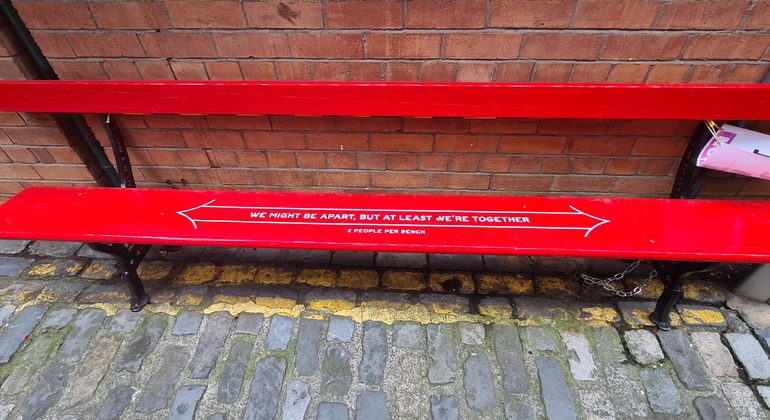 WE MIGHT BE APART, BUT AT LEAST WE'RE TOGETHER
2 PEOPLE PER BENCH